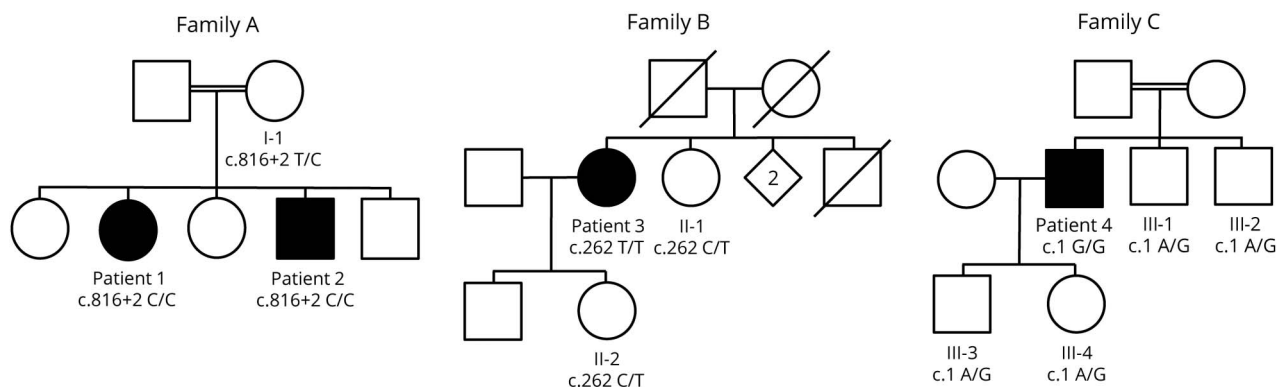 Family A
I-1
c.816+2 T/C
Patient 1
c.816+2 C/C
Patient 2
c.816+2 C/C
Family B
2
Patient 3
c.262 T/T
II-1
c.262 C/T
II-2
c.262 C/T
Family C
Patient 4
c.1 G/G
III-1
c.1 A/G
III-2
c.1 A/G
III-3
c.1 A/G
III-4
c.1 A/G